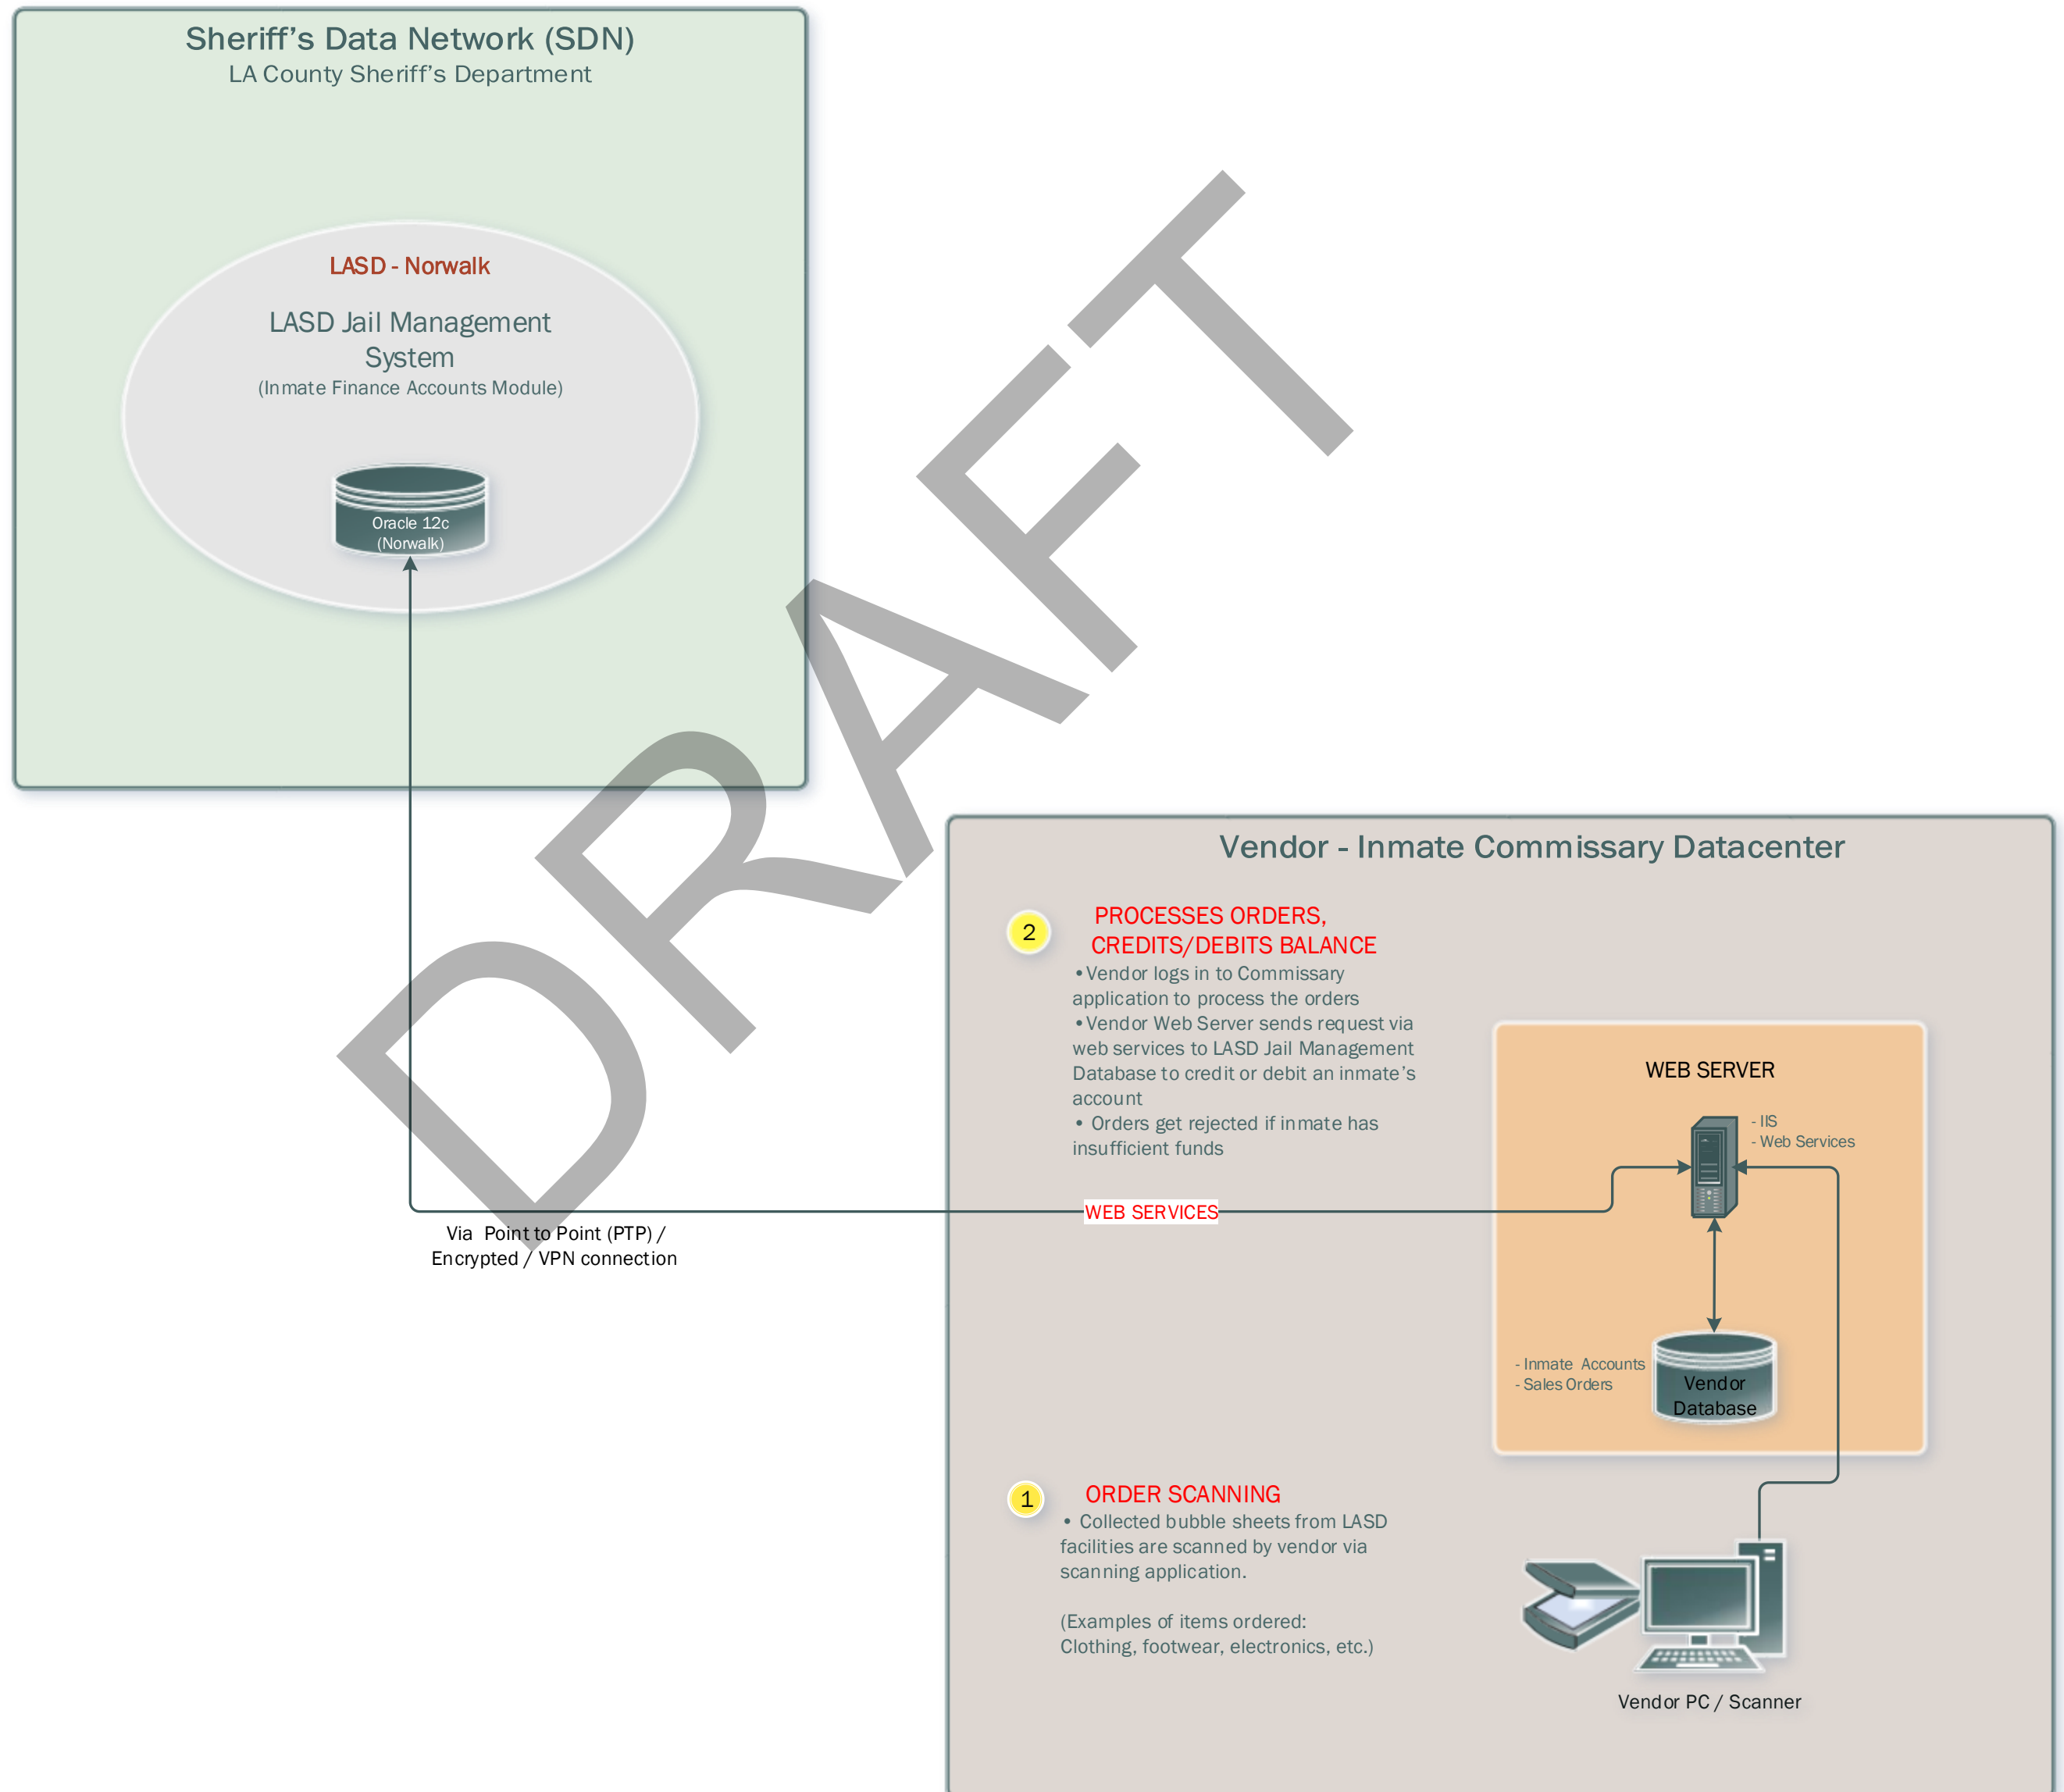 Sheriff's Data Network (SDN)
LA County Sheriff's Department
LASD - Norwalk
LASD Jail Management
System
(Inmate Finance Accounts Module)
Oracle 12c
(Norwalk)
DRAFT
Vendor - Inmate Commissary Datacenter
2
PROCESSES ORDERS,
CREDITS/DEBITS BALANCE
•Vendor logs in to Commissary
application to process the orders
•Vendor Web Server sends request via
web services to LASD Jail Management
Database to credit or debit an inmate's
account
• Orders get rejected if inmate has
insufficient funds
WEB SERVER
- IIS
- Web Services
WEB SERVICES
Via Point to Point (PTP) /
Encrypted / VPN connection
- Inmate Accounts
- Sales Orders
Vendor
Database
1
ORDER SCANNING
• Collected bubble sheets from LASD
facilities are scanned by vendor via
scanning application.
(Examples of items ordered:
Clothing, footwear, electronics, etc.)
Vendor PC / Scanner